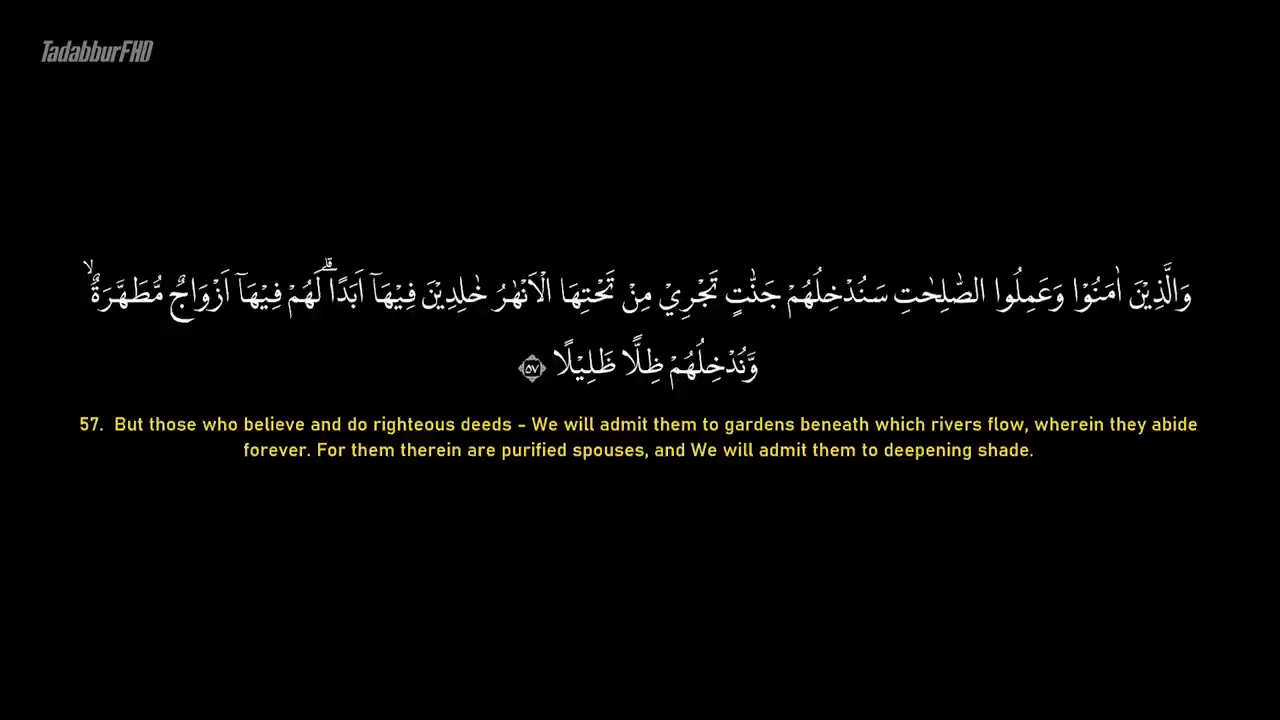 TadabburFHD
وَالَّذِيْنَ اٰمَنُوْا وَعَمِلُوا الصّٰلِحٰتِ سَنُدْخِلُهُمْ جَنّٰتٍ تَجْرِيْ مِنْ تَحْتِهَا الْاَنْهٰرُ خٰلِدِيْنَ فِيْهَآ اَبَدًاۗ لَهُمْ فِيْهَآ اَزْوَاجٌ مُّطَهَّرَةٌۙ
وَّنُدْخِلُهُمْ ظِلًّا ظَلِيْلًا ٥٧
57. But those who believe and do righteous deeds - We will admit them to gardens beneath which rivers flow, wherein they abide
forever. For them therein are purified spouses, and We will admit them to deepening shade.